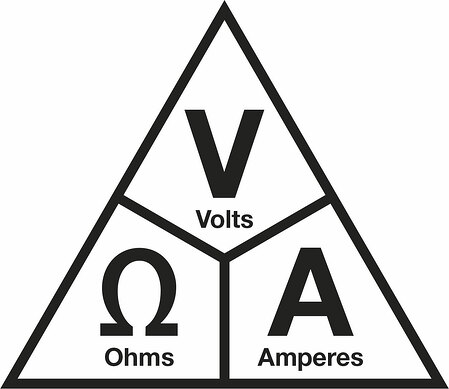 V
Volts
Ω A
Ohms Amperes